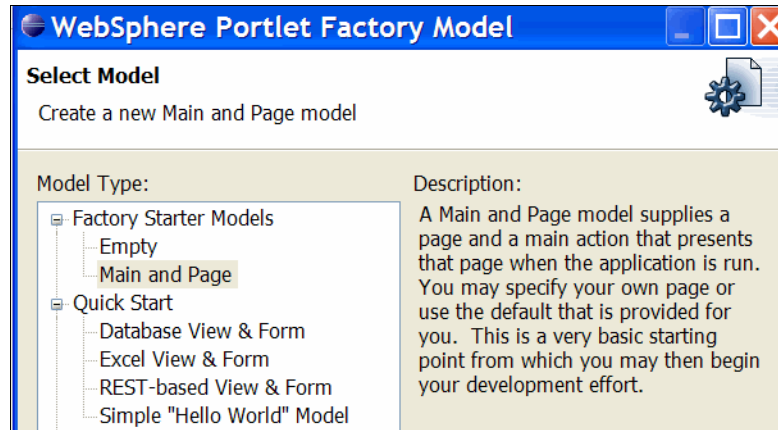 WebSphere Portlet Factory Model
Select Model
Create a new Main and Page model
Model Type:
Factory Starter Models
Empty
Main and Page
Quick Start
Database View & Form
Excel View & Form
REST-based View & Form
Simple "Hello World" Model
Description:
A Main and Page model supplies a
page and a main action that presents
that page when the application is run.
You may specify your own page or
use the default that is provided for
you.  This is a very basic starting
point from which you may then begin
your development effort.